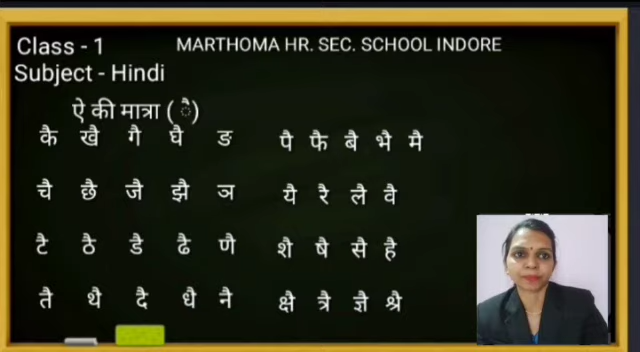 Class - 1
MARTHOMA HR. SEC. SCHOOL INDORE
Subject - Hindi
ऐ की मात्रा ( ै)
कै खै गै घै ङ पै फै बै भै मै
चै छै जै झै ञ यै रै लै वै
टै ठै डै ढै णै शै षै सै है
तै थै दै धै नै क्षै त्रै ज्ञै श्रै